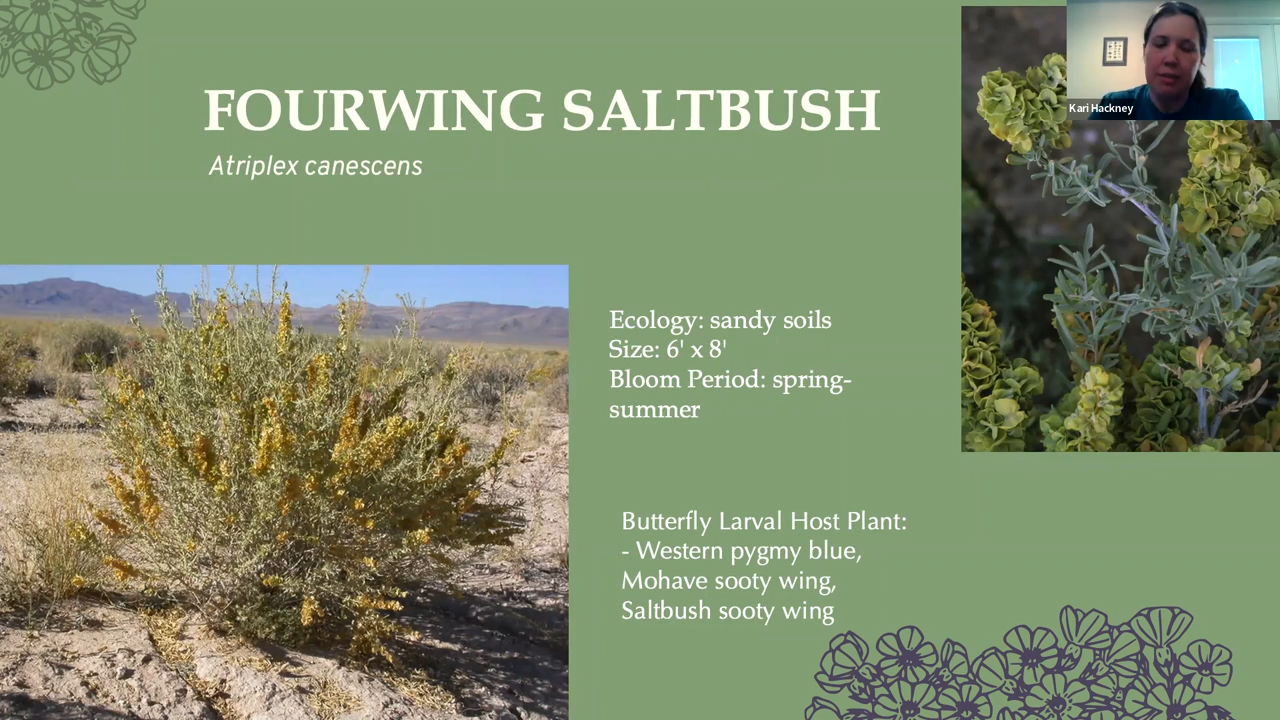 FOURWING SALTBUSH
Atriplex canescens
Kari Hackney
Ecology: sandy soils
Size: 6' x 8'
Bloom Period: spring-
summer
Butterfly Larval Host Plant:
- Western pygmy blue,
Mohave sooty wing,
Saltbush sooty wing